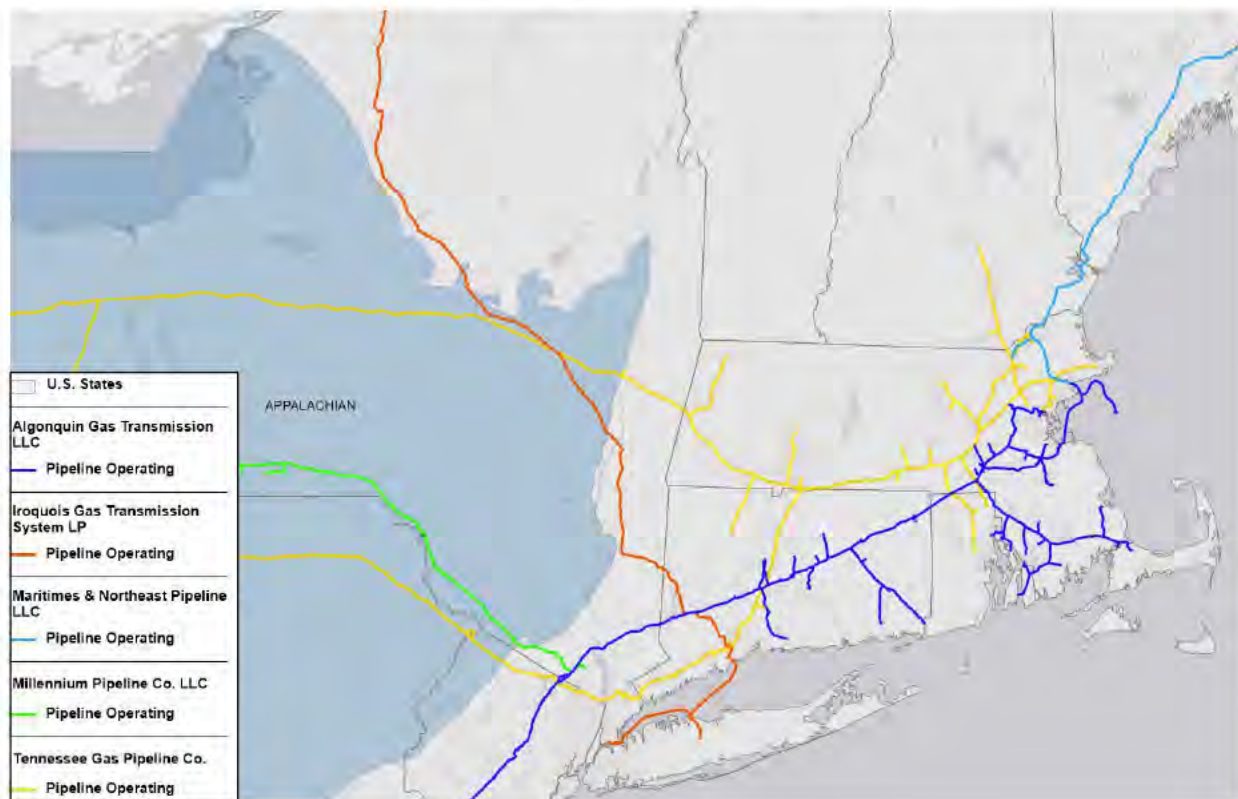 U.S. States
Algonquin Gas Transmission
LLC
Pipeline Operating
Iroquois Gas Transmission
System LP
Pipeline Operating
Maritimes & Northeast Pipeline
LLC
Pipeline Operating
Millennium Pipeline Co. LLC
Pipeline Operating
Tennessee Gas Pipeline Co.
Pipeline Operating
APPALACHIAN